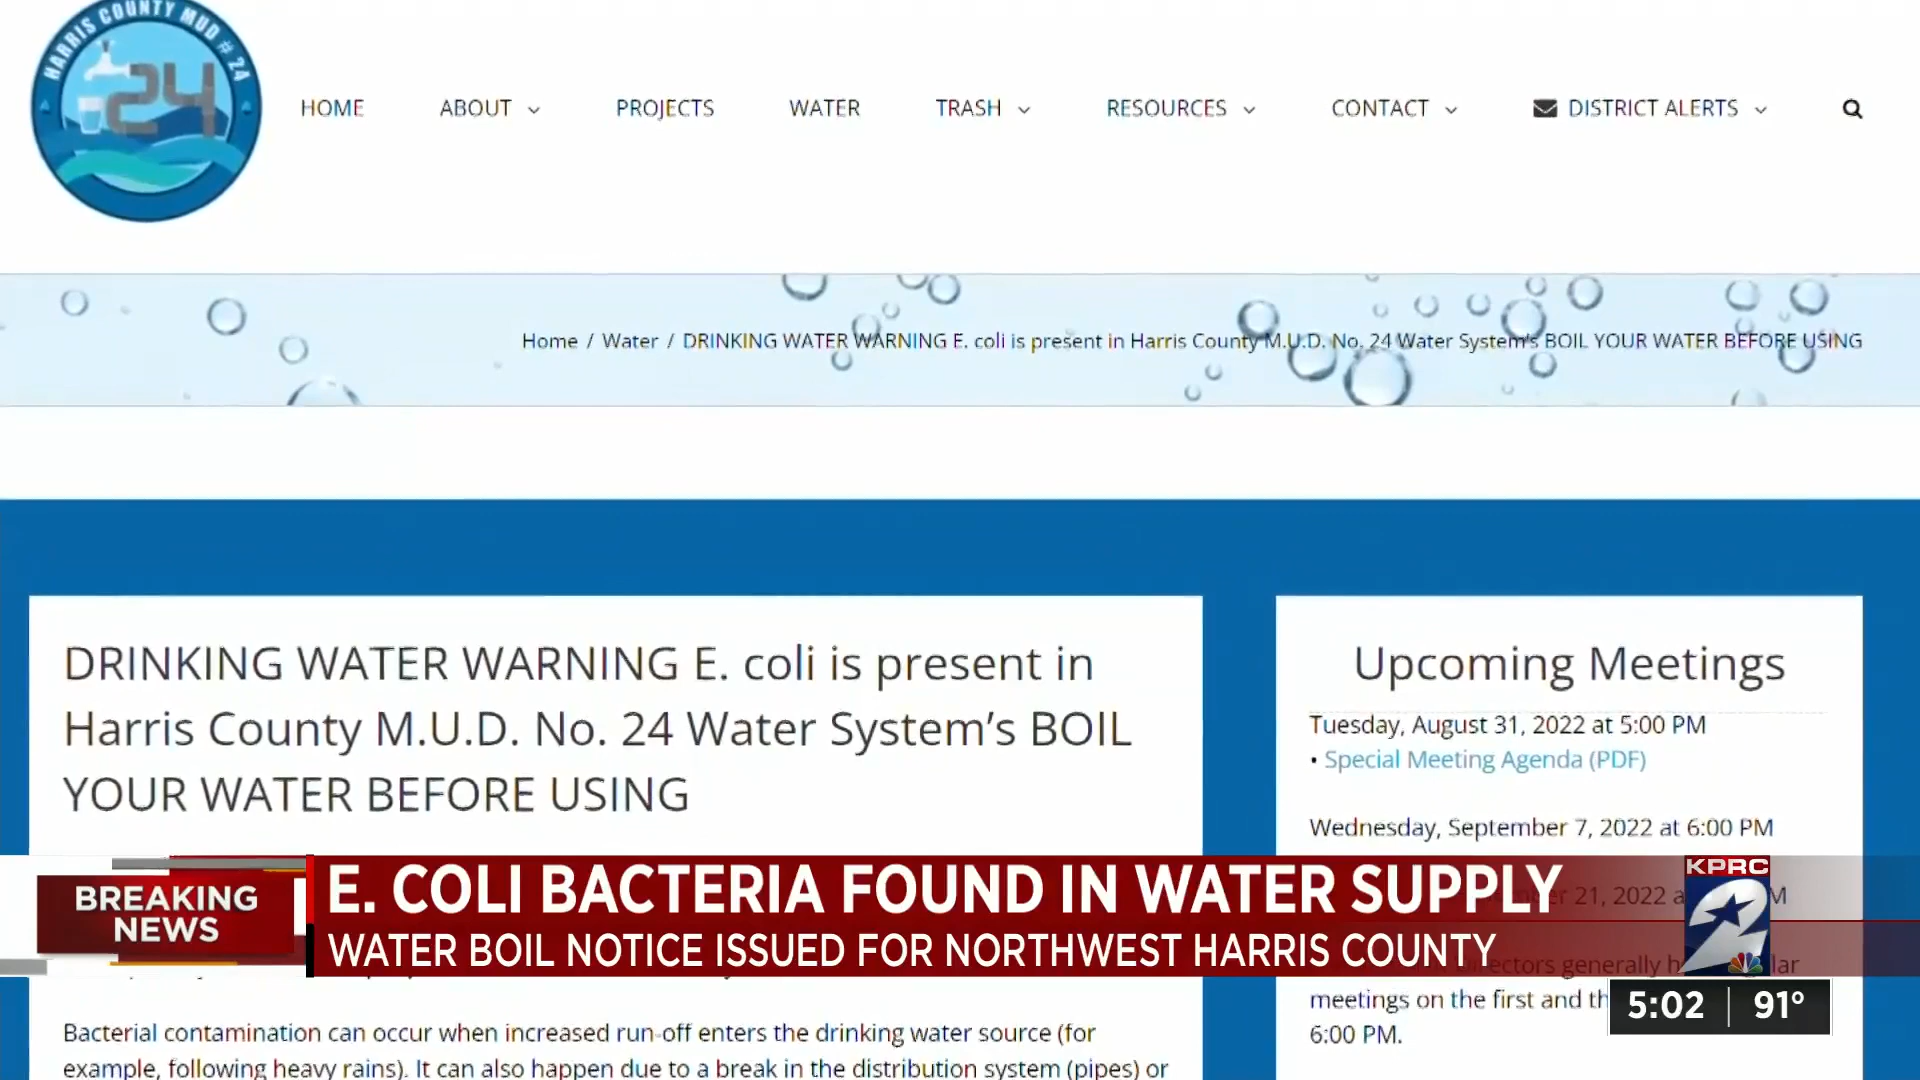 HARRIS COUNTY MUD # 24
24
HOME
ABOUT
PROJECTS
WATER
TRASH
RESOURCES
CONTACT
DISTRICT ALERTS
Home / Water / DRINKING WATER WARNING E. coli is present in Harris County M.U.D. No. 24 Water System's BOIL YOUR WATER BEFORE USING
DRINKING WATER WARNING E. coli is present in
Harris County M.U.D. No. 24 Water System’s BOIL
YOUR WATER BEFORE USING
Bacterial contamination can occur when increased run-off enters the drinking water source (for
example, following heavy rains). It can also happen due to a break in the distribution system (pipes) or
Upcoming Meetings
Tuesday, August 31, 2022 at 5:00 PM
• Special Meeting Agenda (PDF)
Wednesday, September 7, 2022 at 6:00 PM
21, 2022
generally
meetings on the first and
6:00 PM.
BREAKING
NEWS
E. COLI BACTERIA FOUND IN WATER SUPPLY
WATER BOIL NOTICE ISSUED FOR NORTHWEST HARRIS COUNTY
KPRC
2
5:02
91°